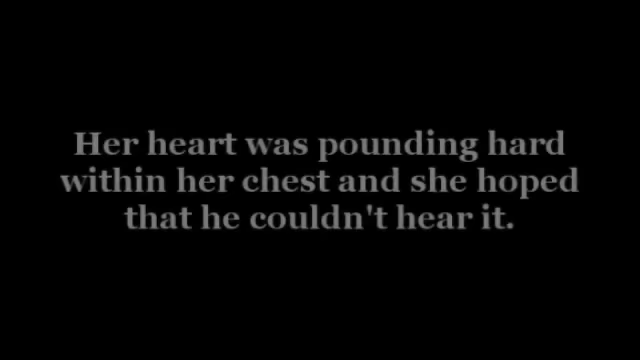 Her heart was pounding hard
within her chest and she hoped
that he couldn't hear it.